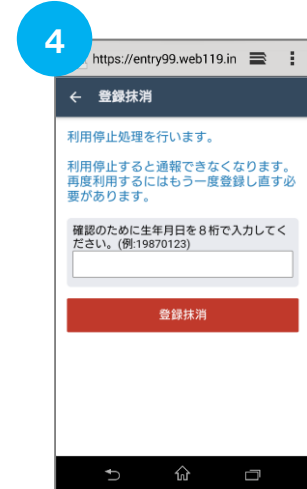 4
https://entry99.web119.in
← 登録抹消
利用停止処理を行います。
利用停止すると通報できなくなります。
再度利用するにはもう一度登録し直す必
要があります。
確認のために生年月日を８桁で入力してく
ださい。(例:19870123)
登録抹消